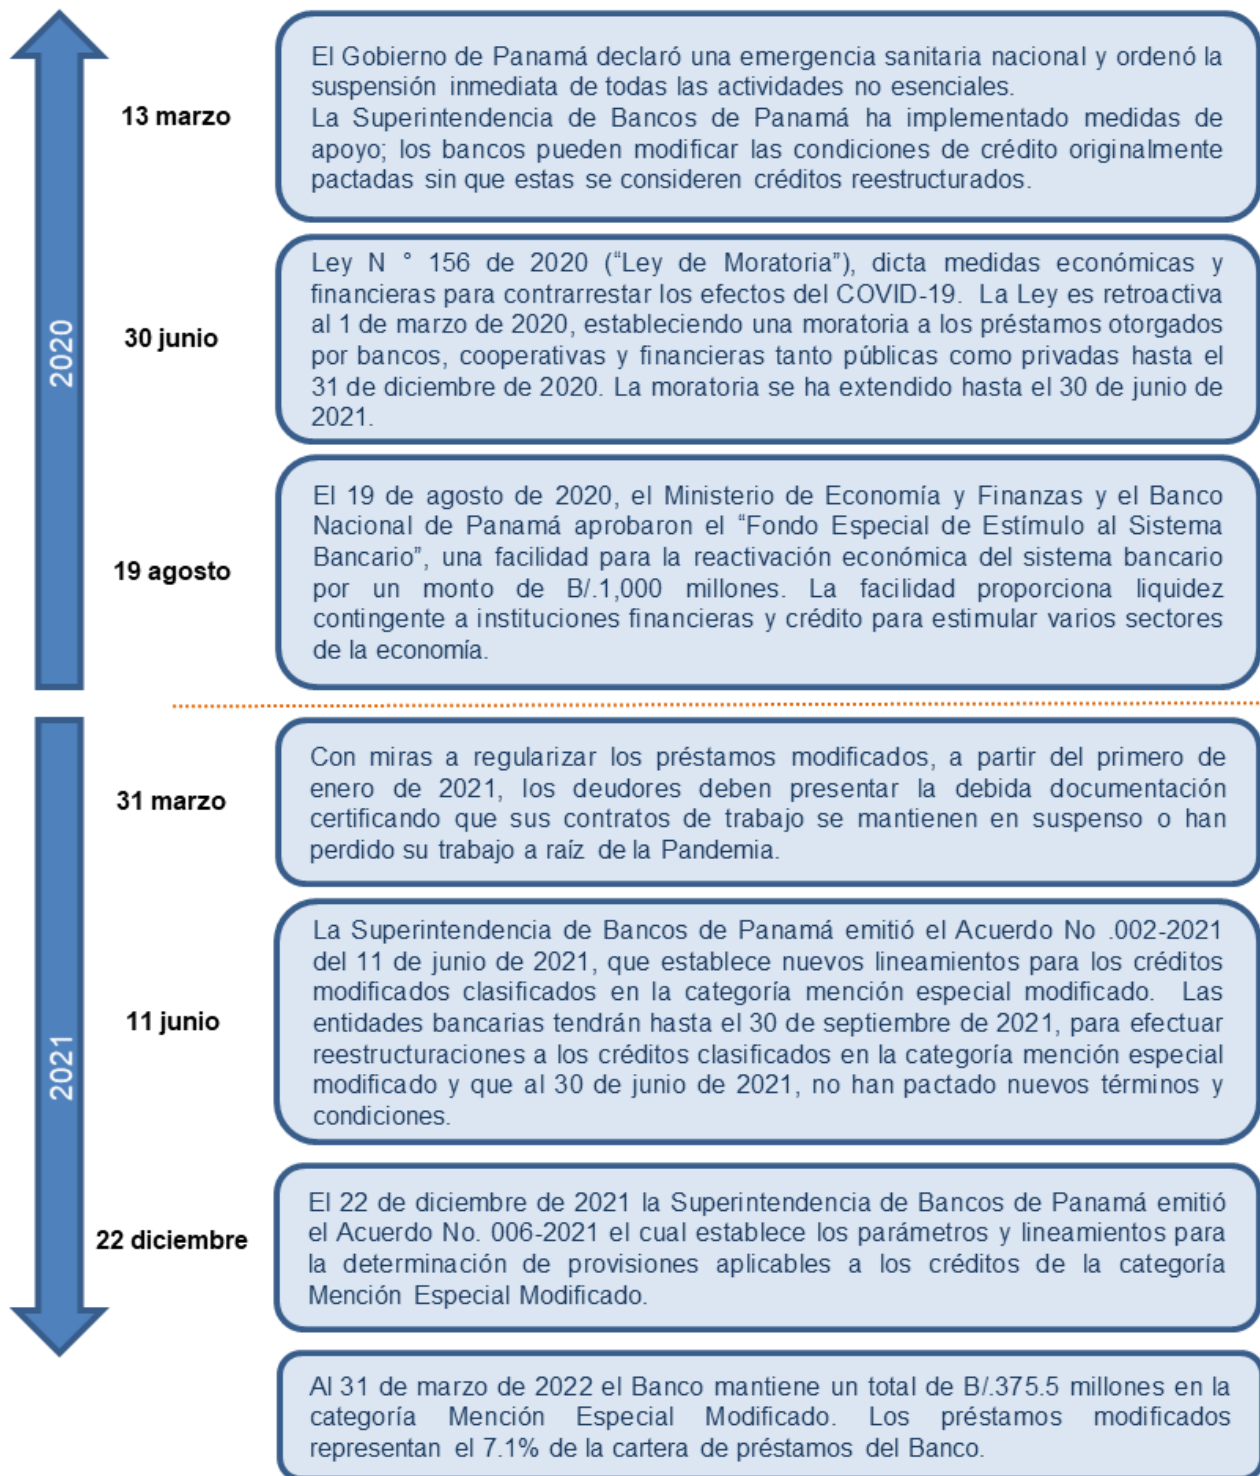 2020
13 marzo
El Gobierno de Panamá declaró una emergencia sanitaria nacional y ordenó la
suspensión inmediata de todas las actividades no esenciales.
La Superintendencia de Bancos de Panamá ha implementado medidas de
apoyo; los bancos pueden modificar las condiciones de crédito originalmente
pactadas sin que estas se consideren créditos reestructurados.
30 junio
Ley N ° 156 de 2020 (“Ley de Moratoria”), dicta medidas económicas y
financieras para contrarrestar los efectos del COVID-19. La Ley es retroactiva
al 1 de marzo de 2020, estableciendo una moratoria a los préstamos otorgados
por bancos, cooperativas y financieras tanto públicas como privadas hasta el
31 de diciembre de 2020. La moratoria se ha extendido hasta el 30 de junio de
2021.
19 agosto
El 19 de agosto de 2020, el Ministerio de Economía y Finanzas y el Banco
Nacional de Panamá aprobaron el “Fondo Especial de Estímulo al Sistema
Bancario”, una facilidad para la reactivación económica del sistema bancario
por un monto de B/.1,000 millones. La facilidad proporciona liquidez
contingente a instituciones financieras y crédito para estimular varios sectores
de la economía.
2021
31 marzo
Con miras a regularizar los préstamos modificados, a partir del primero de
enero de 2021, los deudores deben presentar la debida documentación
certificando que sus contratos de trabajo se mantienen en suspenso o han
perdido su trabajo a raíz de la Pandemia.
11 junio
La Superintendencia de Bancos de Panamá emitió el Acuerdo No .002-2021
del 11 de junio de 2021, que establece nuevos lineamientos para los créditos
modificados clasificados en la categoría mención especial modificado. Las
entidades bancarias tendrán hasta el 30 de septiembre de 2021, para efectuar
reestructuraciones a los créditos clasificados en la categoría mención especial
modificado y que al 30 de junio de 2021, no han pactado nuevos términos y
condiciones.
22 diciembre
El 22 de diciembre de 2021 la Superintendencia de Bancos de Panamá emitió
el Acuerdo No. 006-2021 el cual establece los parámetros y lineamientos para
la determinación de provisiones aplicables a los créditos de la categoría
Mención Especial Modificado.
Al 31 de marzo de 2022 el Banco mantiene un total de B/.375.5 millones en la
categoría Mención Especial Modificado. Los préstamos modificados
representan el 7.1% de la cartera de préstamos del Banco.